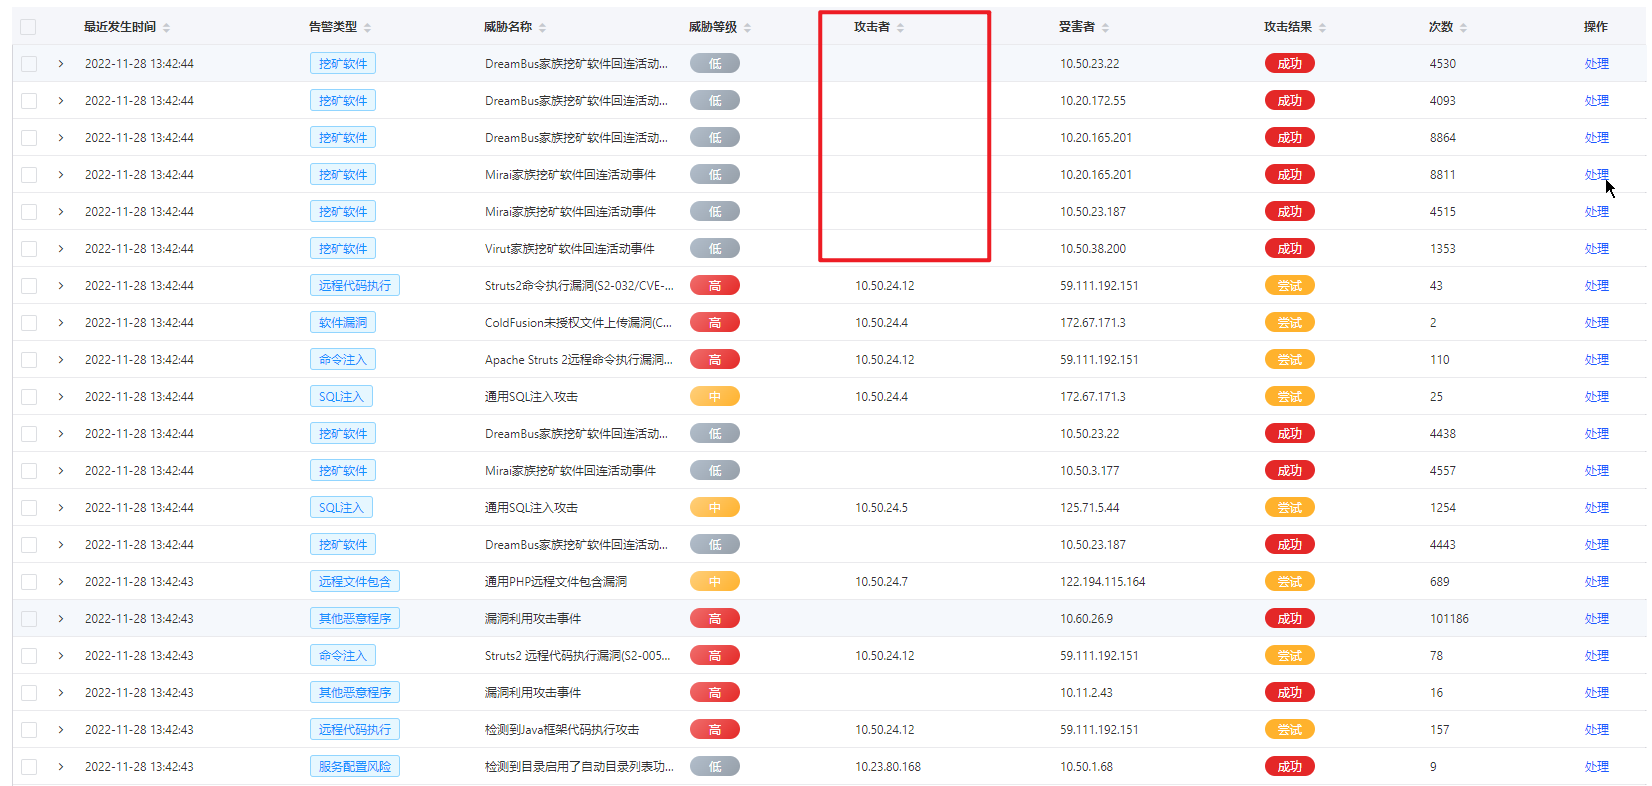 最近发生时间 告警类型 威胁名称 威胁等级 攻击者 受害者 攻击结果 次数 操作
2022-11-28 13:42:44 挖矿软件 DreamBus家族挖矿软件回连活动... 低 10.50.23.22 成功 4530 处理
2022-11-28 13:42:44 挖矿软件 DreamBus家族挖矿软件回连活动... 低 10.20.172.55 成功 4093 处理
2022-11-28 13:42:44 挖矿软件 DreamBus家族挖矿软件回连活动... 低 10.20.165.201 成功 8864 处理
2022-11-28 13:42:44 挖矿软件 Mirai家族挖矿软件回连活动事件 低 10.20.165.201 成功 8811 处理
2022-11-28 13:42:44 挖矿软件 Mirai家族挖矿软件回连活动事件 低 10.50.23.187 成功 4515 处理
2022-11-28 13:42:44 挖矿软件 Virut家族挖矿软件回连活动事件 低 10.50.38.200 成功 1353 处理
2022-11-28 13:42:44 远程代码执行 Struts2命令执行漏洞(S2-032/CVE-... 高 10.50.24.12 59.111.192.151 尝试 43 处理
2022-11-28 13:42:44 软件漏洞 ColdFusion未授权文件上传漏洞(C... 高 10.50.24.4 172.67.171.3 尝试 2 处理
2022-11-28 13:42:44 命令注入 Apache Struts 2远程命令执行漏洞... 高 10.50.24.12 59.111.192.151 尝试 110 处理
2022-11-28 13:42:44 SQL注入 通用SQL注入攻击 中 10.50.24.4 172.67.171.3 尝试 25 处理
2022-11-28 13:42:44 挖矿软件 DreamBus家族挖矿软件回连活动... 低 10.50.23.22 成功 4438 处理
2022-11-28 13:42:44 挖矿软件 Mirai家族挖矿软件回连活动事件 低 10.50.3.177 成功 4557 处理
2022-11-28 13:42:44 SQL注入 通用SQL注入攻击 中 10.50.24.5 125.71.5.44 尝试 1254 处理
2022-11-28 13:42:44 挖矿软件 DreamBus家族挖矿软件回连活动... 低 10.50.23.187 成功 4443 处理
2022-11-28 13:42:43 远程文件包含 通用PHP远程文件包含漏洞 中 10.50.24.7 122.194.115.164 尝试 689 处理
2022-11-28 13:42:43 其他恶意程序 漏洞利用攻击事件 高 10.60.26.9 成功 101186 处理
2022-11-28 13:42:43 命令注入 Struts2 远程代码执行漏洞(S2-005... 高 10.50.24.12 59.111.192.151 尝试 78 处理
2022-11-28 13:42:43 其他恶意程序 漏洞利用攻击事件 高 10.11.2.43 成功 16 处理
2022-11-28 13:42:43 远程代码执行 检测到Java框架代码执行攻击 高 10.50.24.12 59.111.192.151 尝试 157 处理
2022-11-28 13:42:43 服务配置风险 检测到目录启用了自动目录列表功... 低 10.23.80.168 10.50.1.68 成功 9 处理